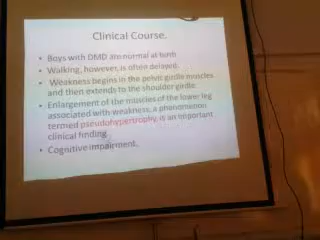 Clinical Course.
• Boys with DMD are normal at birth
• Walking, however, is often delayed.
• Weakness begins in the pelvic girdle muscles
and then extends to the shoulder girdle.
• Enlargement of the muscles of the lower leg
associated with weakness, a phenomenon
termed pseudohypertrophy, is an important
clinical finding
• Cognitive impairment.